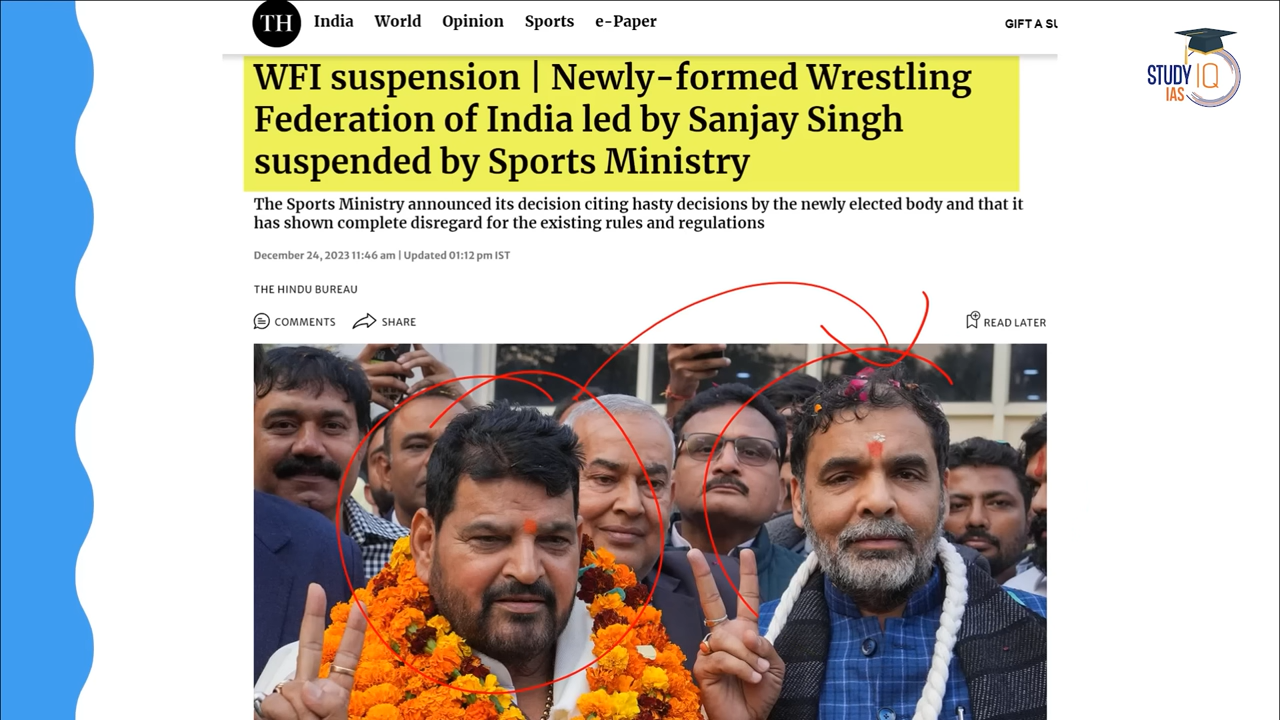 TH India World Opinion Sports e-Paper GIFT A SU
STUDY IQ
IAS
WFI suspension | Newly-formed Wrestling
Federation of India led by Sanjay Singh
suspended by Sports Ministry
The Sports Ministry announced its decision citing hasty decisions by the newly elected body and that it
has shown complete disregard for the existing rules and regulations
December 24, 2023 11:46 am | Updated 01:12 pm IST
THE HINDU BUREAU
COMMENTS SHARE READ LATER